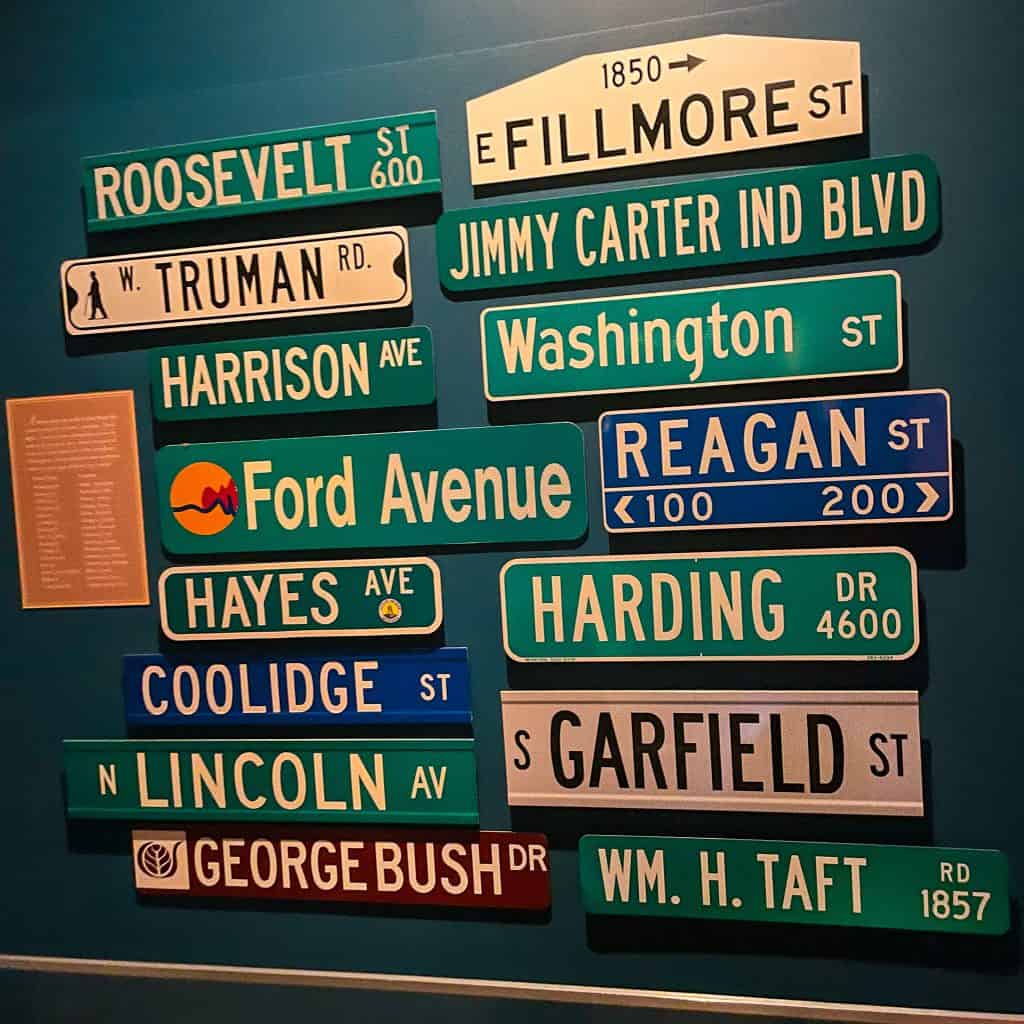 1850 →
E FILLMORE ST
ROOSEVELT ST 600
JIMMY CARTER IND BLVD
W. TRUMAN RD.
Washington ST
HARRISON AVE
REAGAN ST
< 100 200 >
Ford Avenue
HAYES AVE
HARDING DR 4600
COOLIDGE ST
S GARFIELD ST
N LINCOLN AV
GEORGE BUSH DR
WM. H. TAFT RD 1857